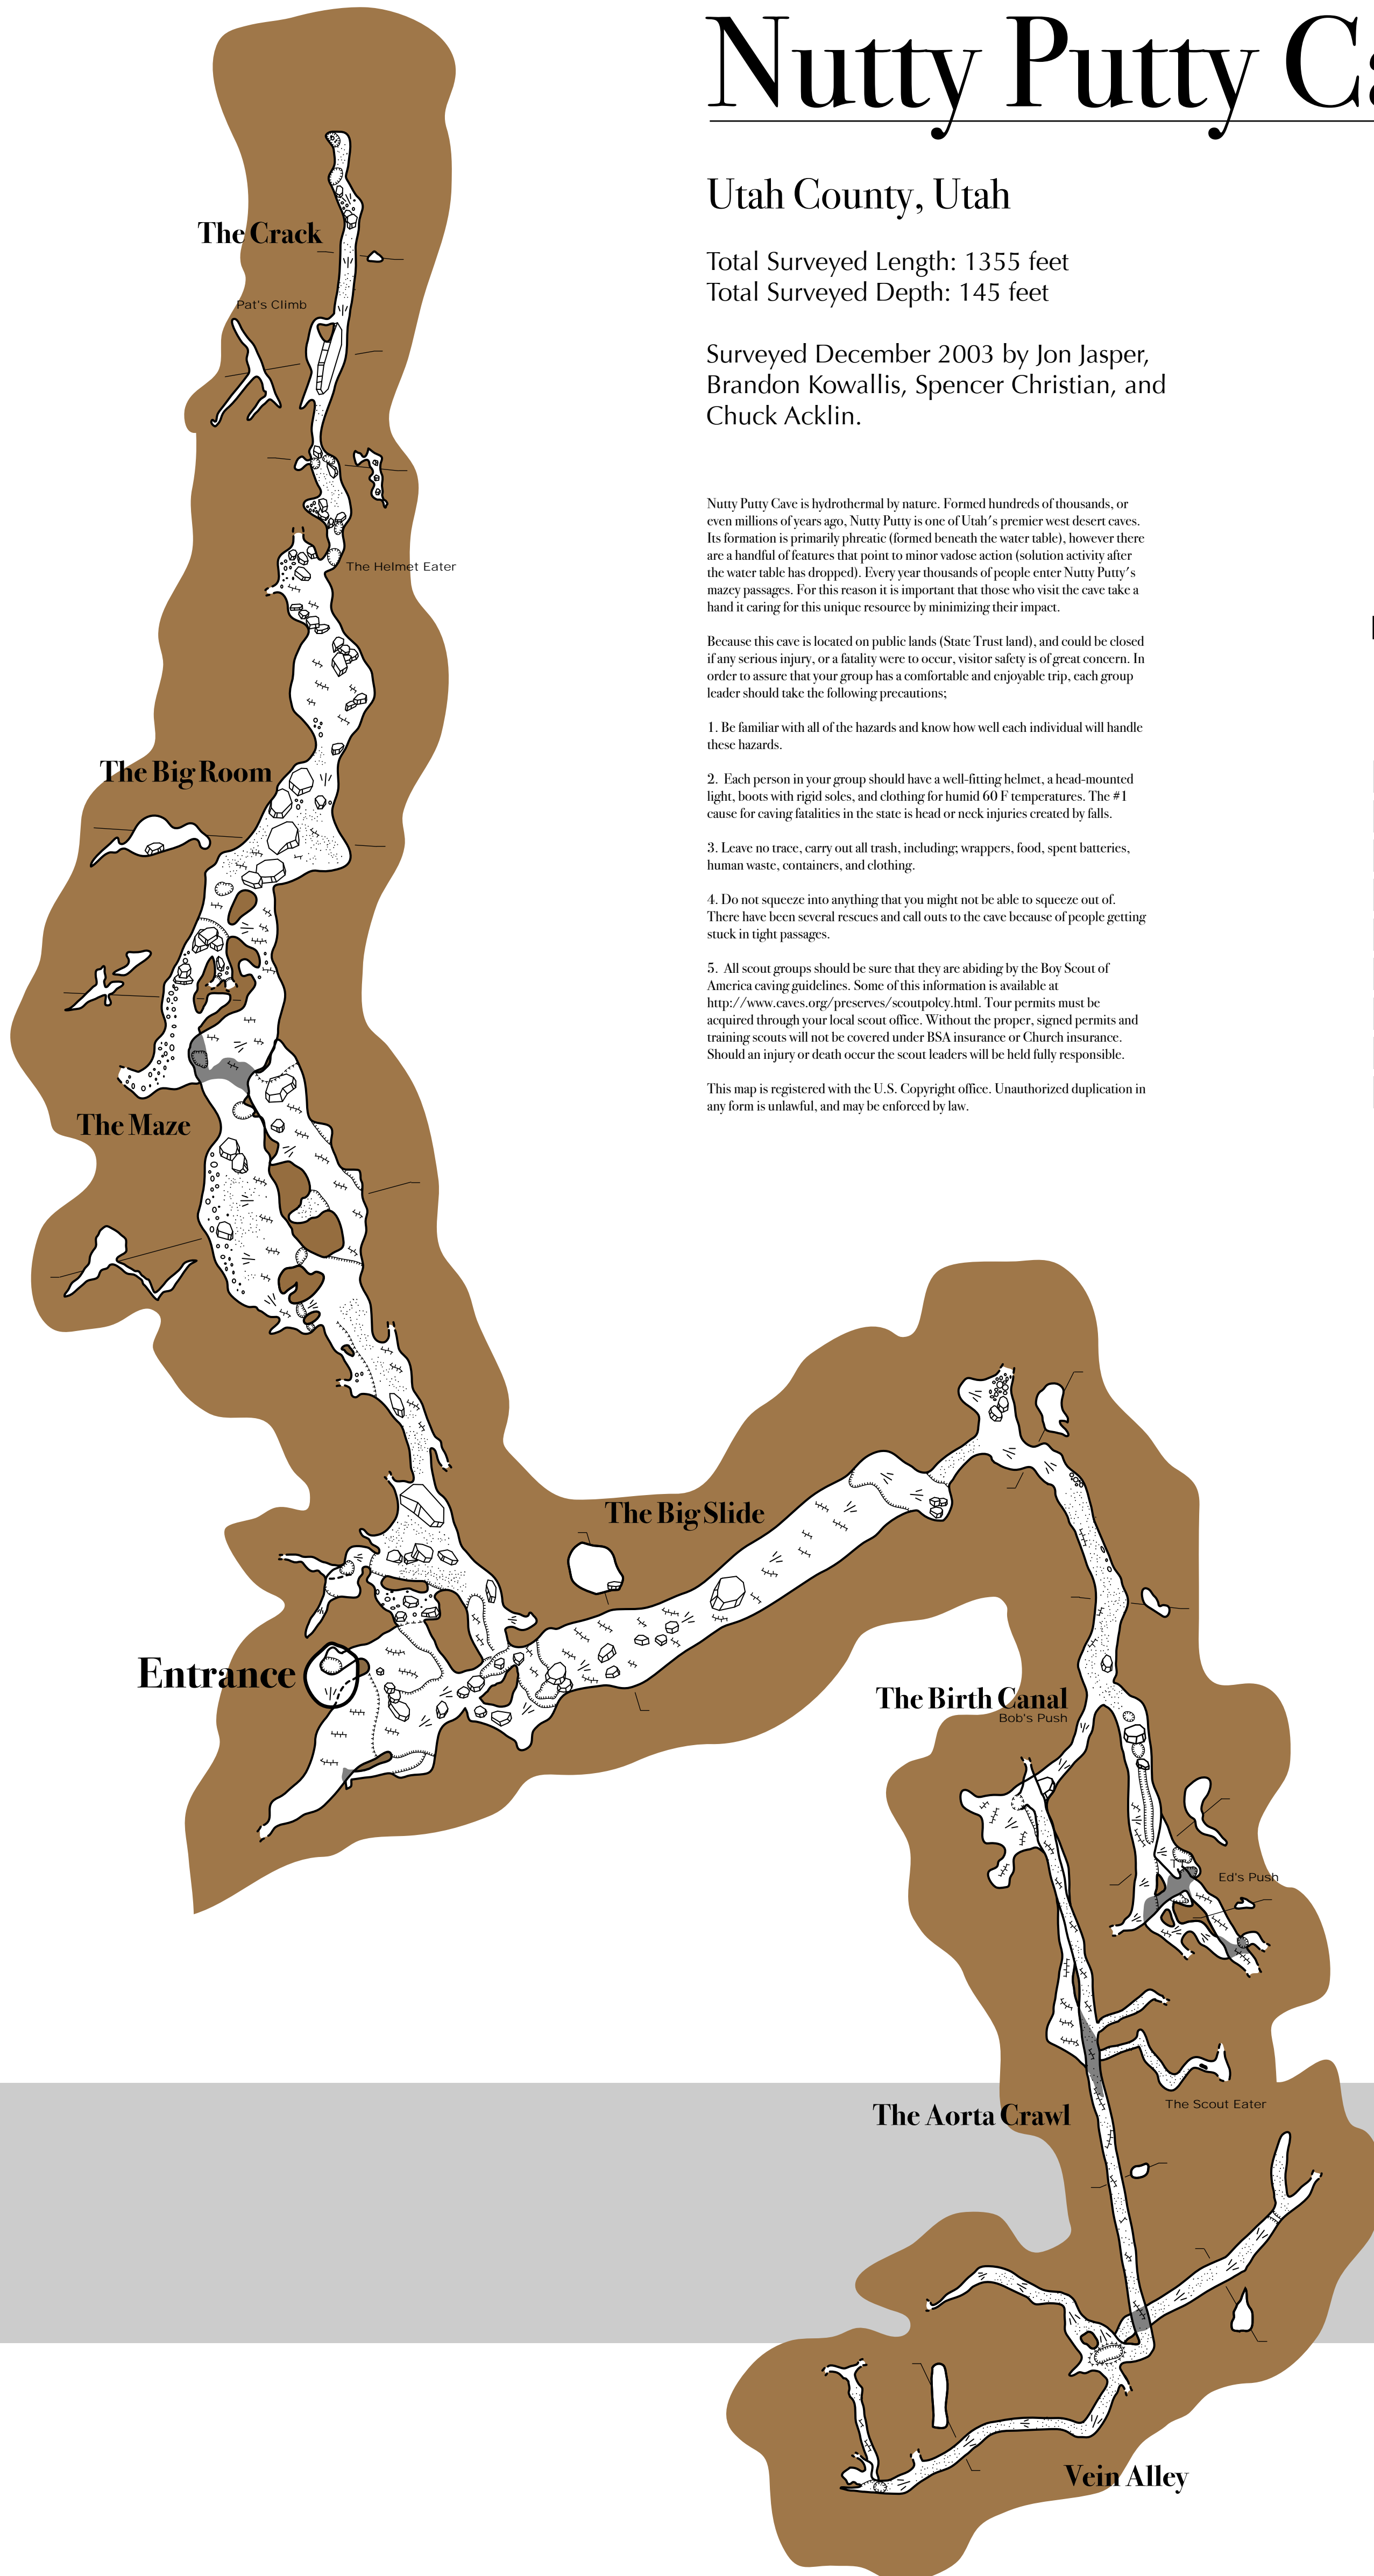 Nutty Putty Ca
Utah County, Utah
Total Surveyed Length: 1355 feet
Total Surveyed Depth: 145 feet
Surveyed December 2003 by Jon Jasper,
Brandon Kowallis, Spencer Christian, and
Chuck Acklin.
Nutty Putty Cave is hydrothermal by nature. Formed hundreds of thousands, or
even millions of years ago, Nutty Putty is one of Utah's premier west desert caves.
Its formation is primarily phreatic (formed beneath the water table), however there
are a handful of features that point to minor vadose action (solution activity after
the water table has dropped). Every year thousands of people enter Nutty Putty's
mazey passages. For this reason it is important that those who visit the cave take a
hand it caring for this unique resource by minimizing their impact.
Because this cave is located on public lands (State Trust land), and could be closed
if any serious injury, or a fatality were to occur, visitor safety is of great concern. In
order to assure that your group has a comfortable and enjoyable trip, each group
leader should take the following precautions;
1. Be familiar with all of the hazards and know how well each individual will handle
these hazards.
2. Each person in your group should have a well-fitting helmet, a head-mounted
light, boots with rigid soles, and clothing for humid 60 F temperatures. The #1
cause for caving fatalities in the state is head or neck injuries created by falls.
3. Leave no trace, carry out all trash, including; wrappers, food, spent batteries,
human waste, containers, and clothing.
4. Do not squeeze into anything that you might not be able to squeeze out of.
There have been several rescues and call outs to the cave because of people getting
stuck in tight passages.
5. All scout groups should be sure that they are abiding by the Boy Scout of
America caving guidelines. Some of this information is available at
http://www.caves.org/preserves/scoutpolcy.html. Tour permits must be
acquired through your local scout office. Without the proper, signed permits and
training scouts will not be covered under BSA insurance or Church insurance.
Should an injury or death occur the scout leaders will be held fully responsible.
This map is registered with the U.S. Copyright office. Unauthorized duplication in
any form is unlawful, and may be enforced by law.
The Crack
Pat's Climb
The Helmet Eater
The Big Room
The Maze
The Big Slide
Entrance
The Birth Canal
Bob's Push
Ed's Push
The Aorta Crawl
The Scout Eater
Vein Alley